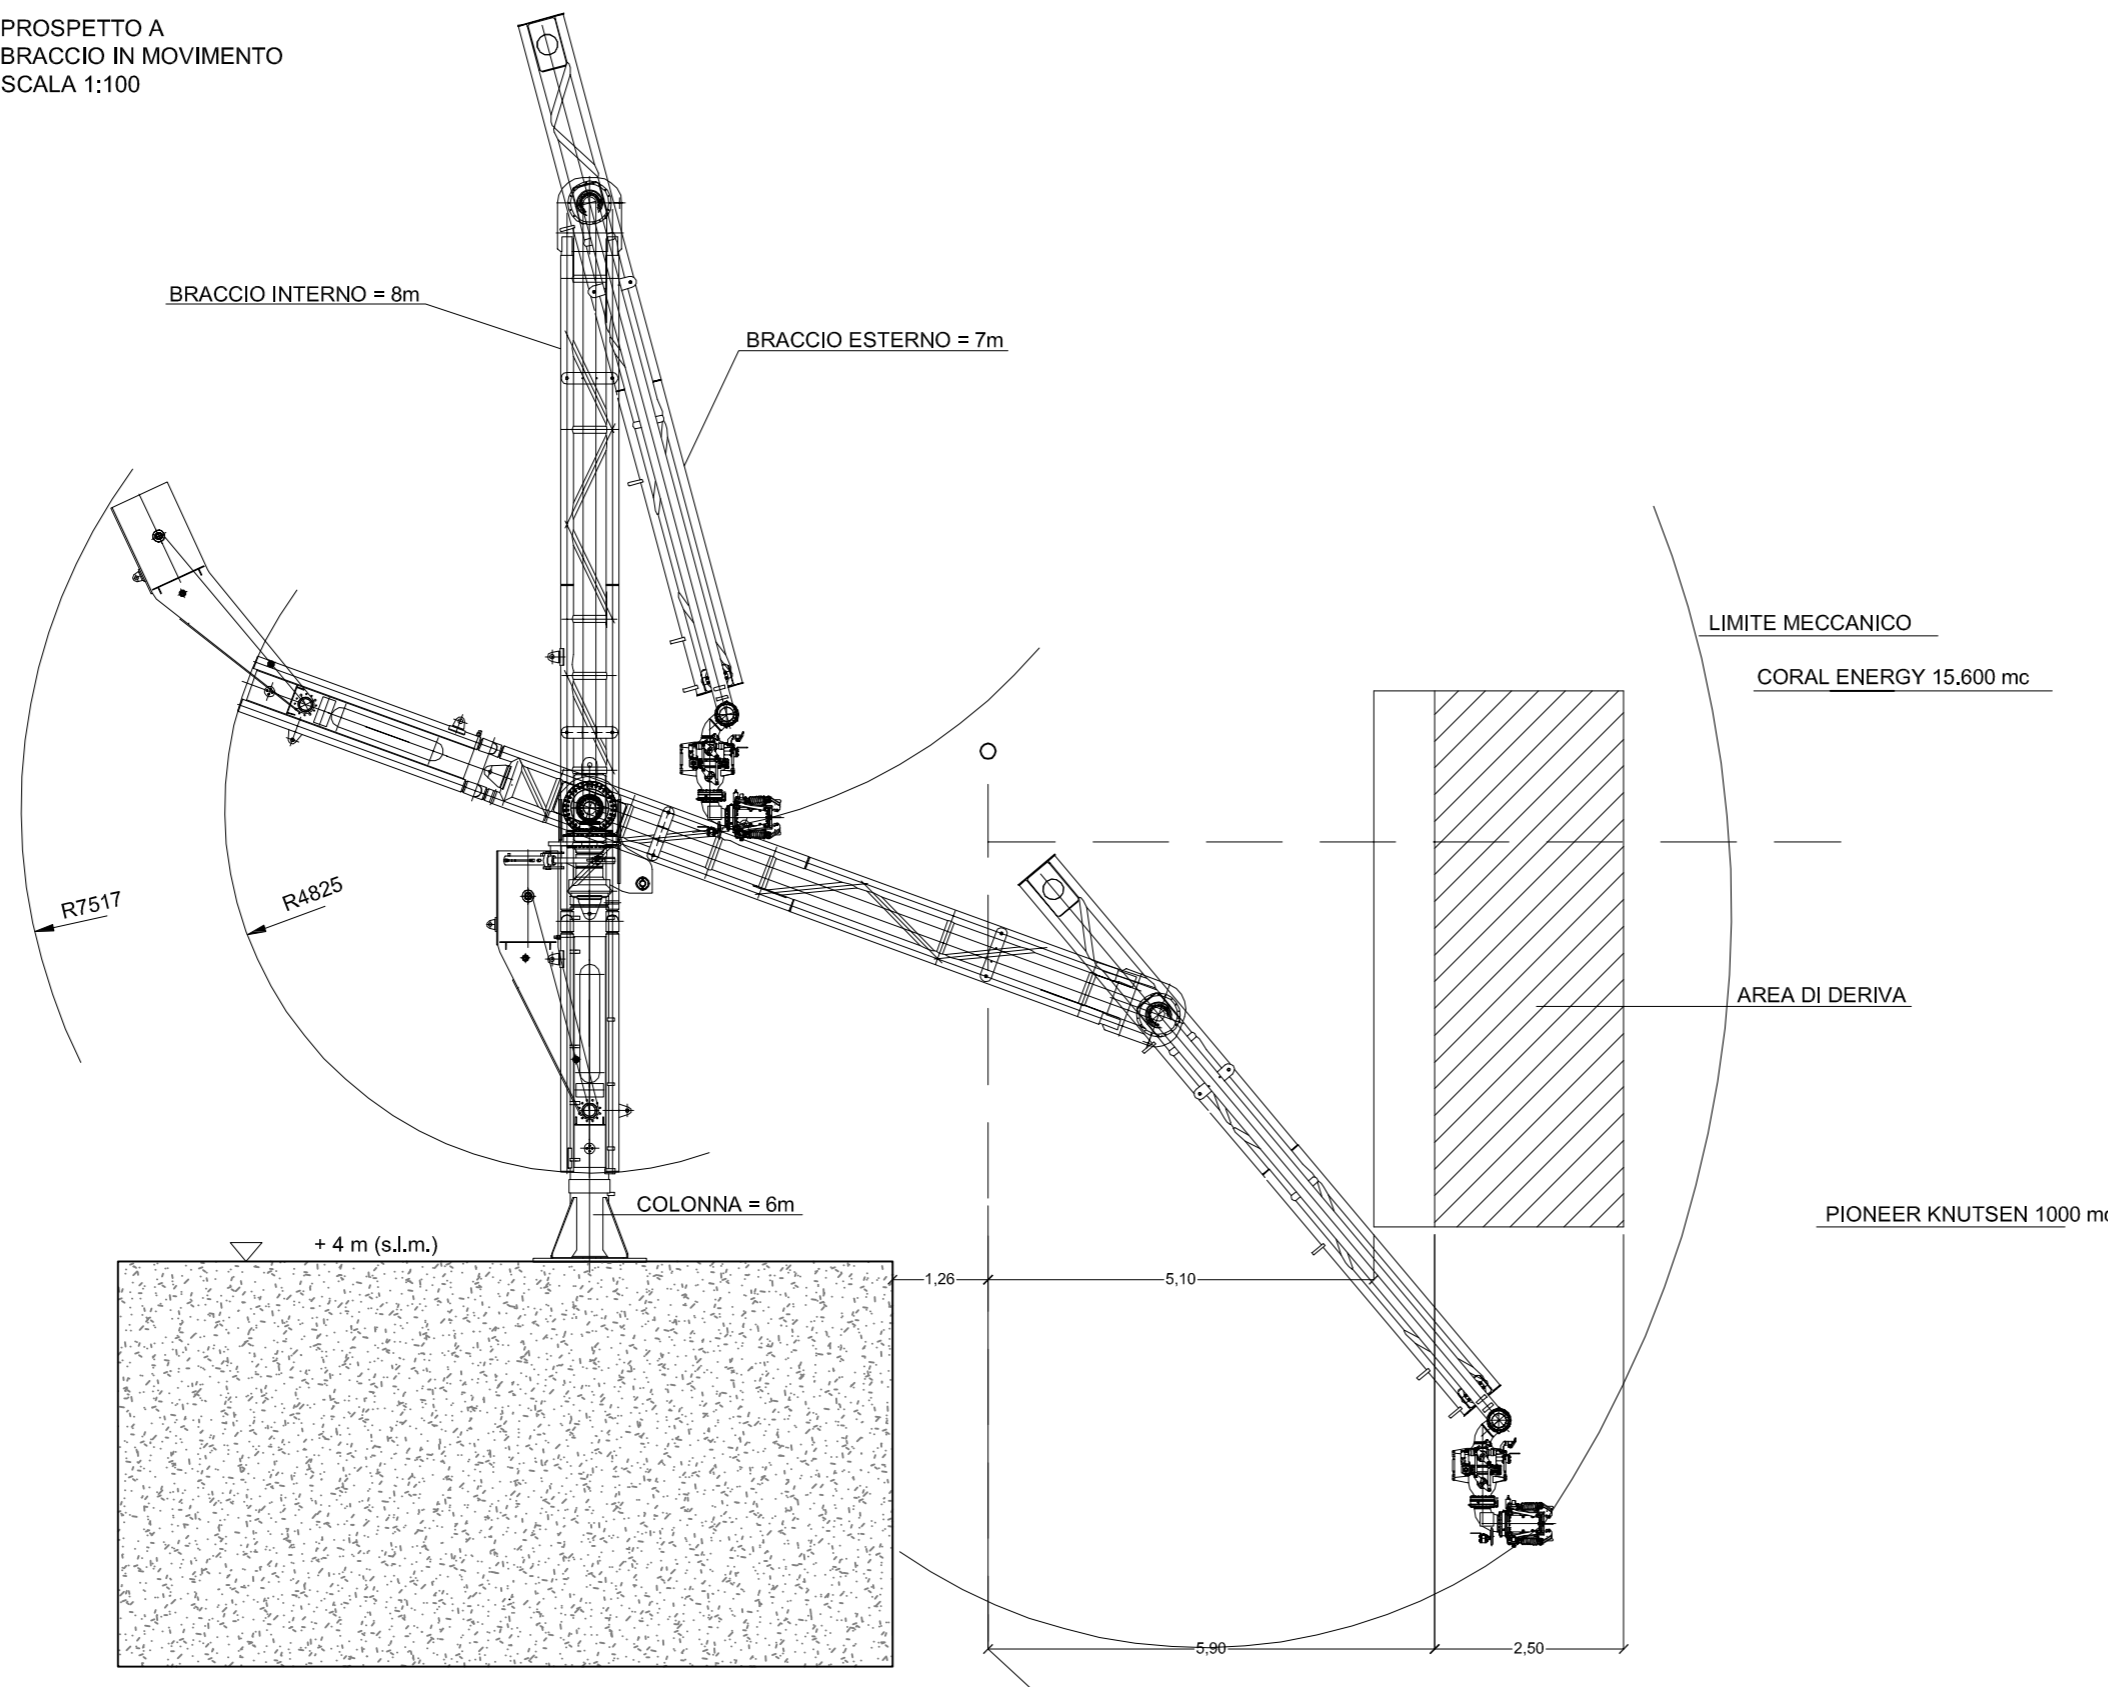 PROSPETTO A
BRACCIO IN MOVIMENTO
SCALA 1:100
BRACCIO INTERNO = 8m
BRACCIO ESTERNO = 7m
LIMITE MECCANICO
CORAL ENERGY 15.600 mc
R7517
R4825
AREA DI DERIVA
COLONNA = 6m
PIONEER KNUTSEN 1000 mc
+ 4 m (s.l.m.)
1,26
5,10
5,90
2,50